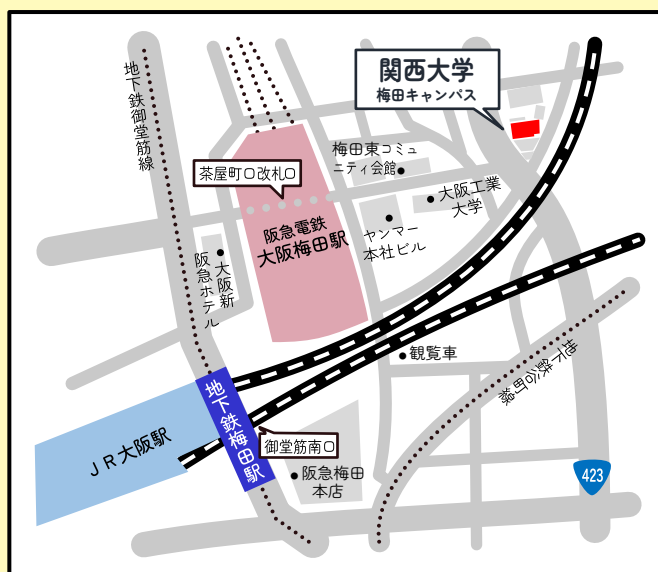 関西大学
梅田キャンパス
地下鉄御堂筋線
梅田東コミュ
ニティ会館
茶屋町口改札口
大阪工業
大学
阪急電鉄
大阪梅田駅
ヤンマー
本社ビル
大阪新
阪急ホテル
観覧車
地下鉄谷町線
地下鉄梅田駅
JR大阪駅
御堂筋南口
阪急梅田
本店
423